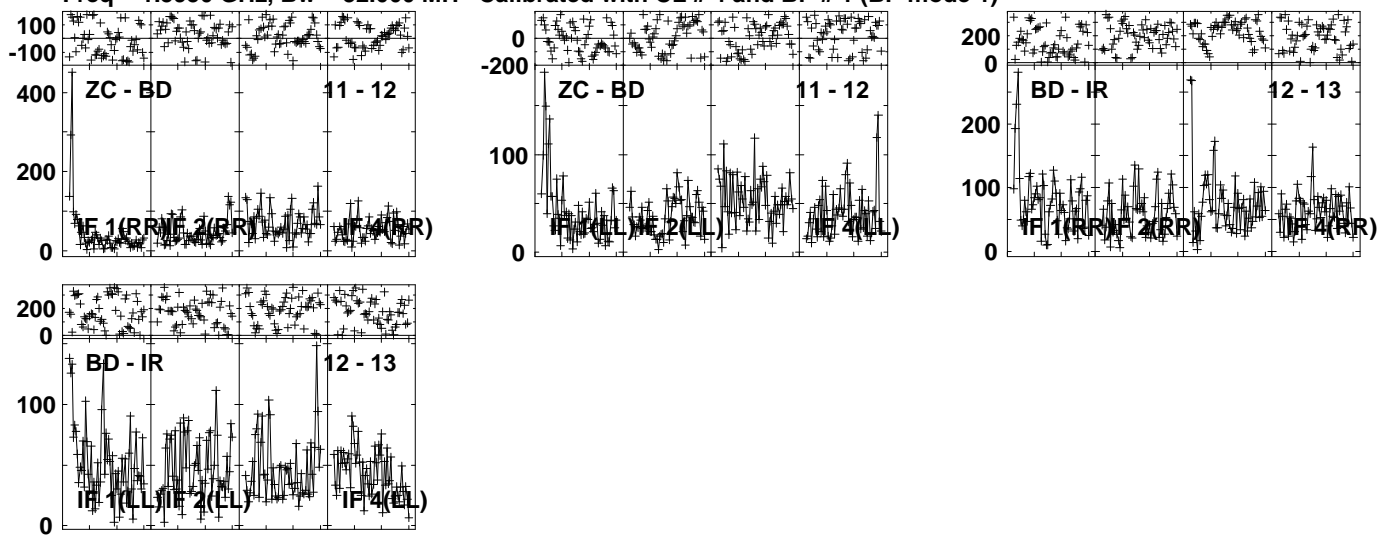 100
-100
400
200
0
ZC - BD 11 - 12
IF 1(RR) IF 2(RR) IF 4(RR)
0
-200
100
0
ZC - BD 11 - 12
IF 1(LL) IF 2(LL) IF 4(LL)
200
0
200
100
0
BD - IR 12 - 13
IF 1(RR) IF 2(RR) IF 4(RR)
200
0
100
0
BD - IR 12 - 13
IF 1(LL) IF 2(LL) IF 4(LL)